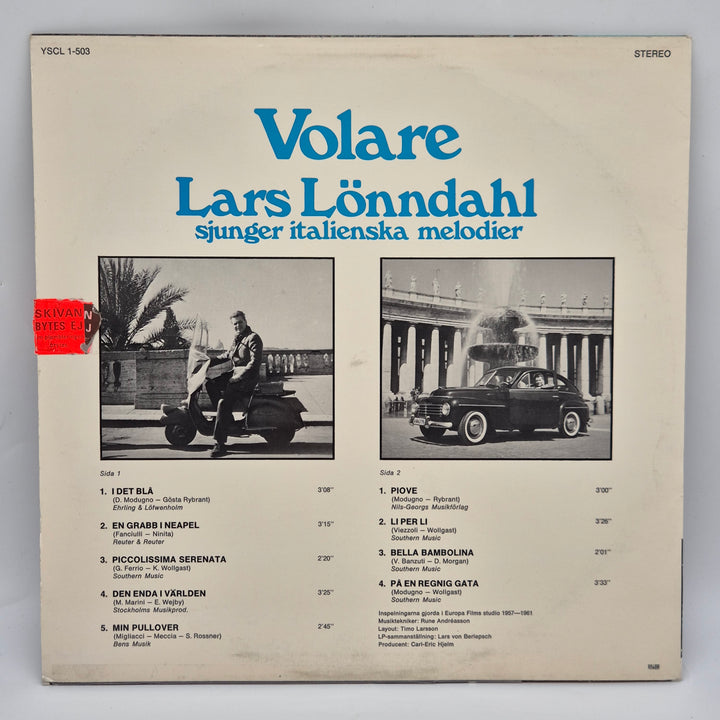 YSCL 1-503
STEREO
Volare
Lars Lönndahl
sjunger italienska melodier
SKIVAN
BYTES EJ
N
J
Sida 1
1. I DET BLÅ 3'08"
(D. Modugno – Gösta Rybrant)
Ehrling & Löfwenholm
2. EN GRABB I NEAPEL 3'15"
(Fanciulli – Ninita)
Reuter & Reuter
3. PICCOLISSIMA SERENATA 2'20"
(G. Ferrio – K. Wollgast)
Southern Music
4. DEN ENDA I VÄRLDEN 3'25"
(M. Marini – E. Wejby)
Stockholms Musikprod.
5. MIN PULLOVER 2'45"
(Migliacci – Meccia – S. Rossner)
Bens Musik
Sida 2
1. PIOVE 3'00"
(Modugno – Rybrant)
Nils-Georgs Musikförlag
2. LI PER LI 3'26"
(Viezzoli – Wollgast)
Southern Music
3. BELLA BAMBOLINA 2'01"
(V. Banzuti – D. Morgan)
Southern Music
4. PÅ EN REGNIG GATA 3'33"
(Modugno – Wollgast)
Southern Music
Inspelningarna gjorda i Europa Films studio 1957–1961
Musiktekniker: Rune Andréasson
Layout: Timo Larsson
LP-sammanställning: Lars von Berlepsch
Producent: Carl-Eric Hjelm